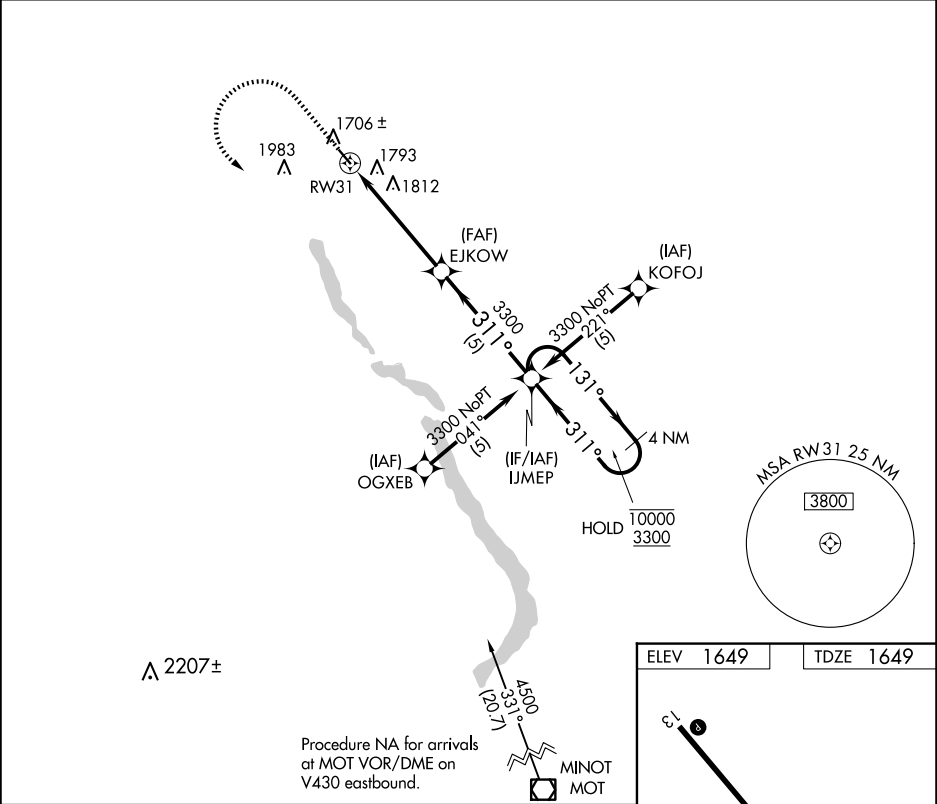 1706 ±
1983
1793
RW31
1812
(FAF)
EJKOW
(IAF)
KOFOJ
3300
311°
(5)
3300 NoPT
221°
(5)
131°
3300 NoPT
041°
(5)
311°
4 NM
(IAF)
OGXEB
(IF/IAF)
IJMEP
HOLD
10000
3300
MSA RW31 25 NM
3800
2207±
4500
331°
(20.7)
Procedure NA for arrivals
at MOT VOR/DME on
V430 eastbound.
MINOT
MOT
ELEV 1649
TDZE 1649
13
P